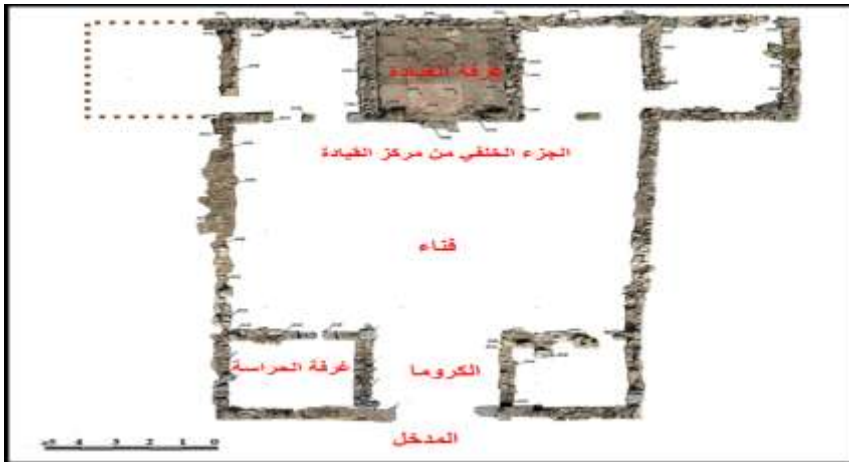 غرفة القيادة
الجزء الخلفي من مركز القيادة
فناء
غرفة الحراسة
الكروما
المدخل
5 4 3 2 1 0